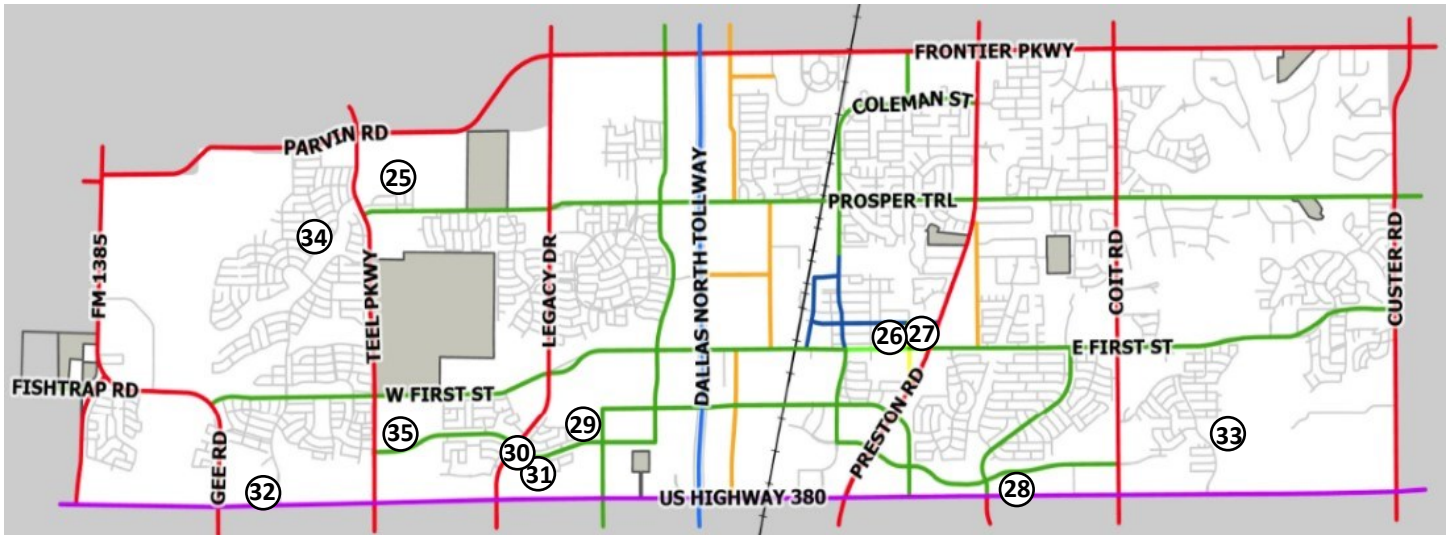 FRONTIER PKWY
COLEMAN ST
PARVIN RD
25
DALLAS NORTH TOLLWAY
PROSPER TRL
34
FM 1385
TEEL PKWY
LEGACY DR
COIT RD
CUSTER RD
26
27
E FIRST ST
FISHTRAP RD
W FIRST ST
PRESTON RD
29
35
33
30
31
GEE RD
32
28
US HIGHWAY 380